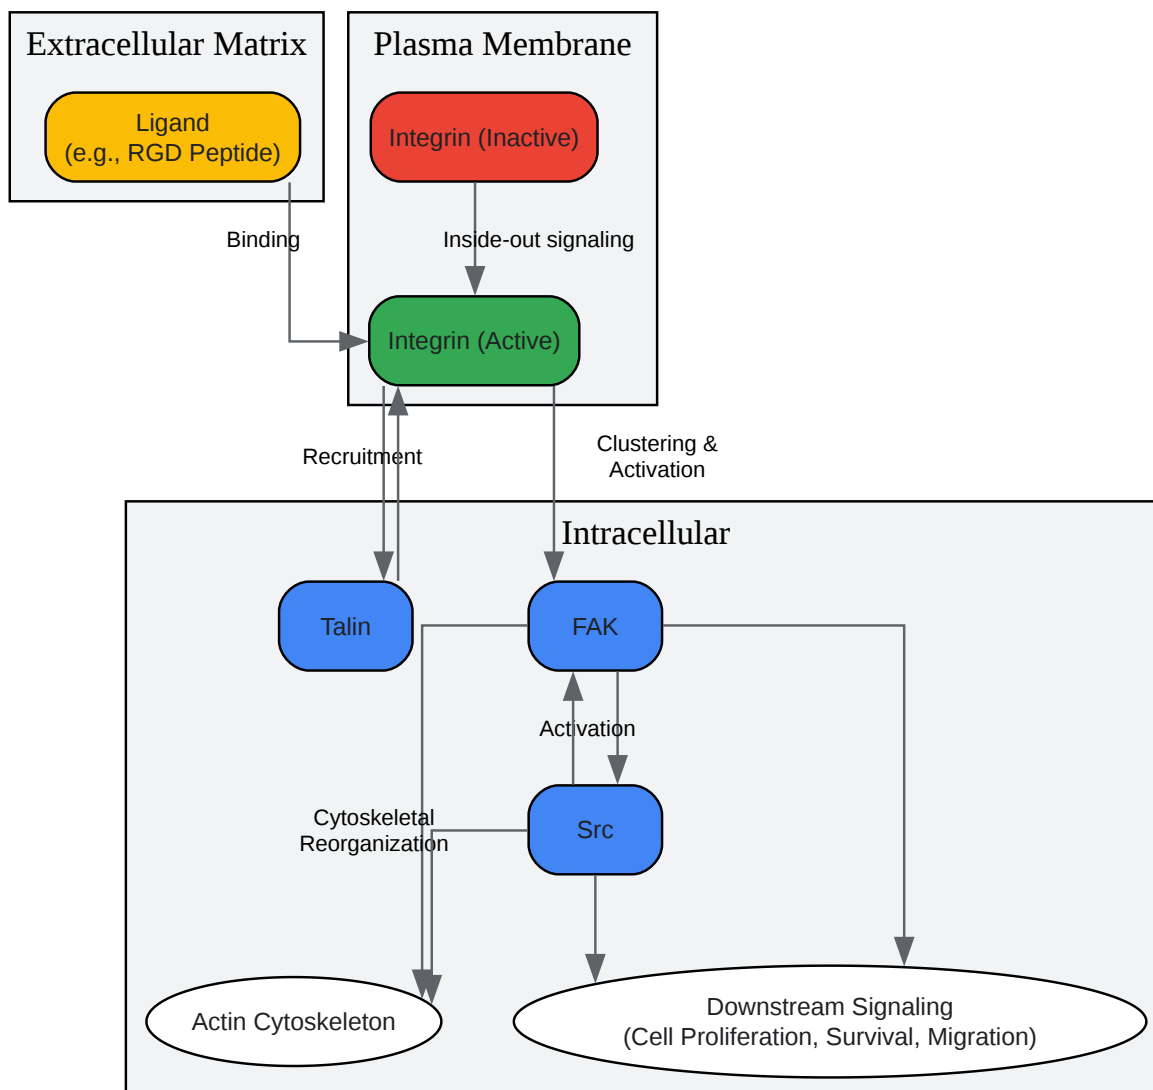 Extracellular Matrix
Plasma Membrane
Ligand
(e.g., RGD Peptide)
Integrin (Inactive)
Binding
Inside-out signaling
Integrin (Active)
Recruitment
Clustering &
Activation
Intracellular
Talin
FAK
Activation
Cytoskeletal
Reorganization
Src
Actin Cytoskeleton
Downstream Signaling
(Cell Proliferation, Survival, Migration)